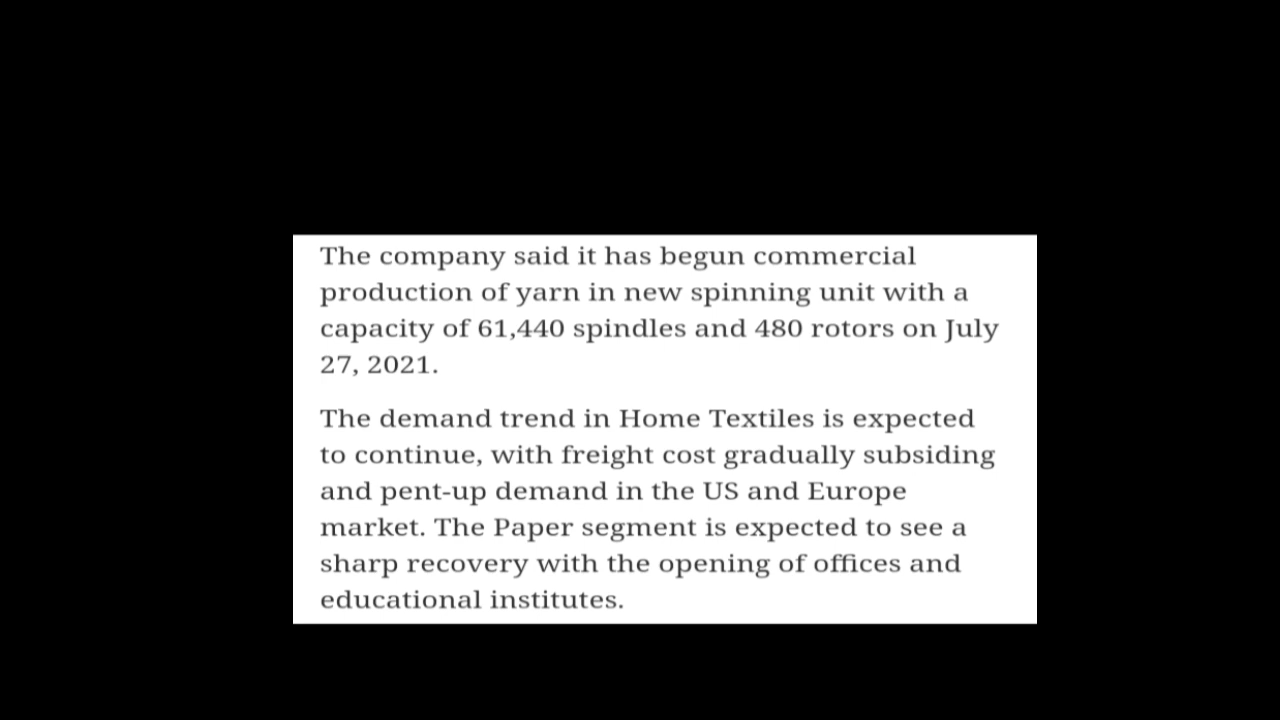 The company said it has begun commercial
production of yarn in new spinning unit with a
capacity of 61,440 spindles and 480 rotors on July
27, 2021.
The demand trend in Home Textiles is expected
to continue, with freight cost gradually subsiding
and pent-up demand in the US and Europe
market. The Paper segment is expected to see a
sharp recovery with the opening of offices and
educational institutes.